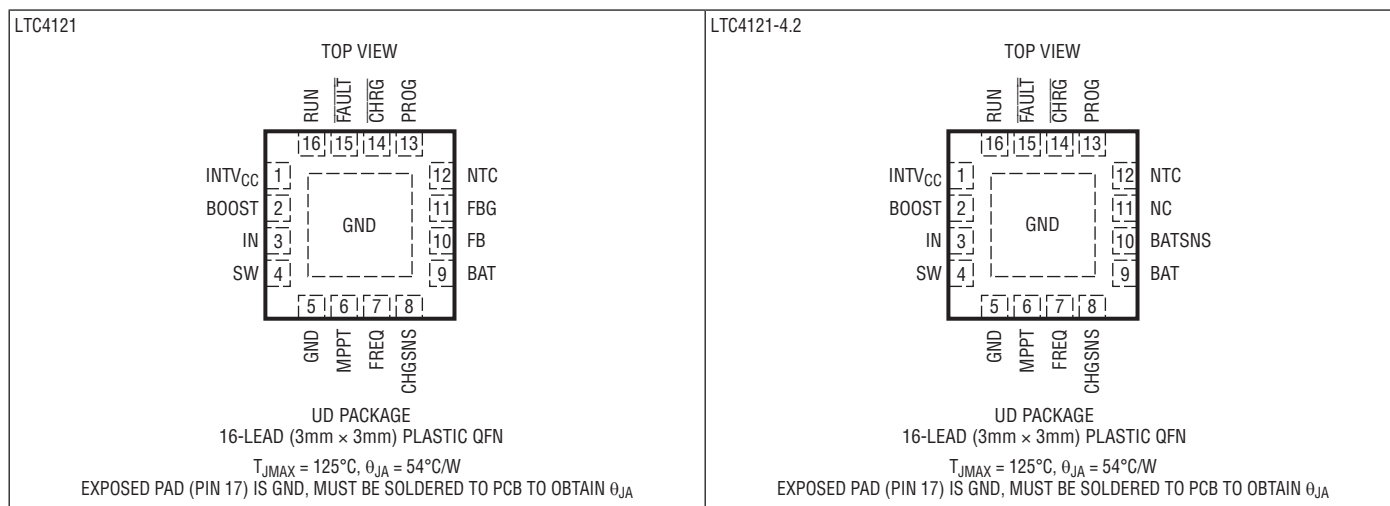 LTC4121
TOP VIEW
RUN
FAULT
CHRG
PROG
16 15 14 13
INTVCC 1
BOOST 2
IN 3
SW 4
GND
12 NTC
11 FBG
10 FB
9 BAT
5 6 7 8
GND
MPPT
FREQ
CHGSNS
UD PACKAGE
16-LEAD (3mm × 3mm) PLASTIC QFN
TJMAX = 125°C, θJA = 54°C/W
EXPOSED PAD (PIN 17) IS GND, MUST BE SOLDERED TO PCB TO OBTAIN θJA
LTC4121-4.2
TOP VIEW
RUN
FAULT
CHRG
PROG
16 15 14 13
INTVCC 1
BOOST 2
IN 3
SW 4
GND
12 NTC
11 NC
10 BATSNS
9 BAT
5 6 7 8
GND
MPPT
FREQ
CHGSNS
UD PACKAGE
16-LEAD (3mm × 3mm) PLASTIC QFN
TJMAX = 125°C, θJA = 54°C/W
EXPOSED PAD (PIN 17) IS GND, MUST BE SOLDERED TO PCB TO OBTAIN θJA